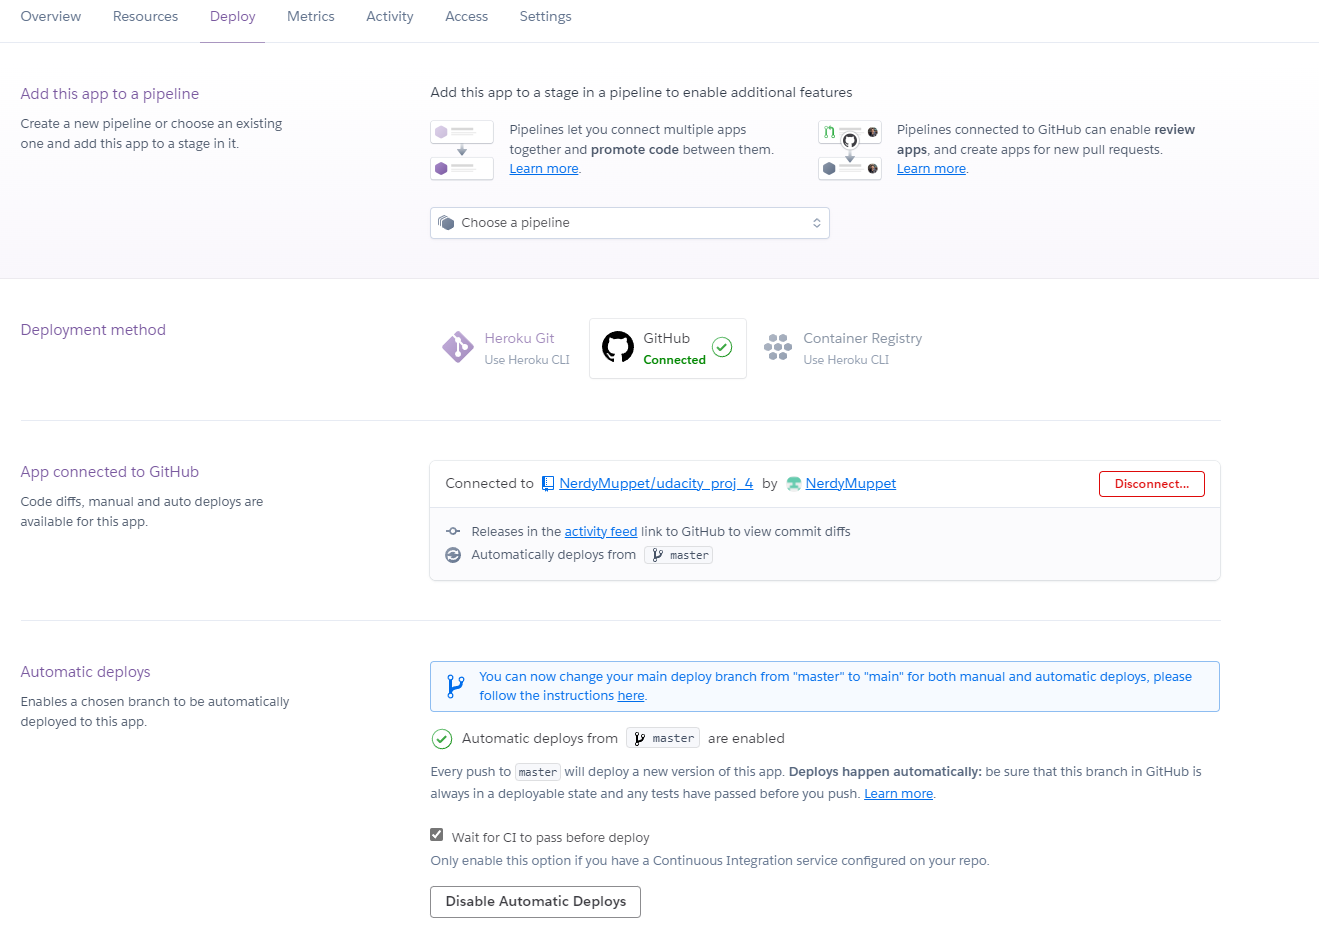 Overview Resources Deploy Metrics Activity Access Settings
Add this app to a pipeline
Create a new pipeline or choose an existing
one and add this app to a stage in it.
Add this app to a stage in a pipeline to enable additional features
Pipelines let you connect multiple apps
together and promote code between them.
Learn more.
Pipelines connected to GitHub can enable review
apps, and create apps for new pull requests.
Learn more.
Choose a pipeline
Deployment method
Heroku Git
Use Heroku CLI
GitHub
Connected
Container Registry
Use Heroku CLI
App connected to GitHub
Code diffs, manual and auto deploys are
available for this app.
Connected to NerdyMuppet/udacity_proj_4 by NerdyMuppet
Disconnect...
Releases in the activity feed link to GitHub to view commit diffs
Automatically deploys from master
Automatic deploys
Enables a chosen branch to be automatically
deployed to this app.
You can now change your main deploy branch from "master" to "main" for both manual and automatic deploys, please
follow the instructions here.
Automatic deploys from master are enabled
Every push to master will deploy a new version of this app. Deploys happen automatically: be sure that this branch in GitHub is
always in a deployable state and any tests have passed before you push. Learn more.
Wait for CI to pass before deploy
Only enable this option if you have a Continuous Integration service configured on your repo.
Disable Automatic Deploys